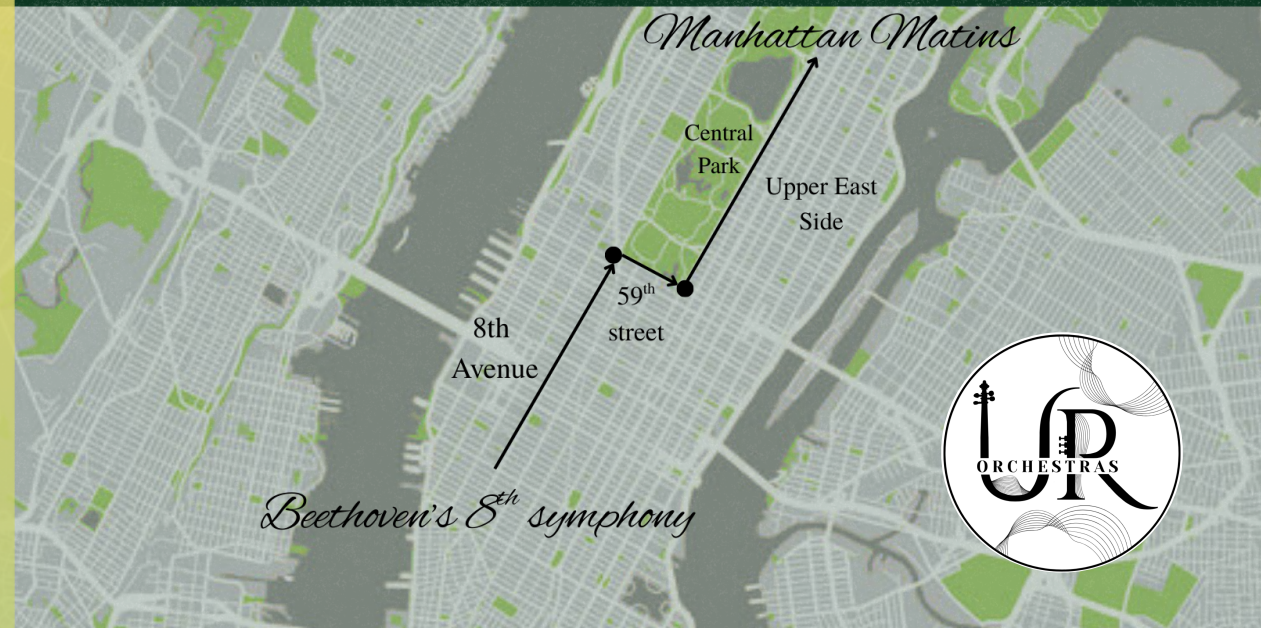 Manhattan Matins
Central
Park
Upper East
Side
59th
street
8th
Avenue
UR
ORCHESTRAS
Beethoven's 8th symphony